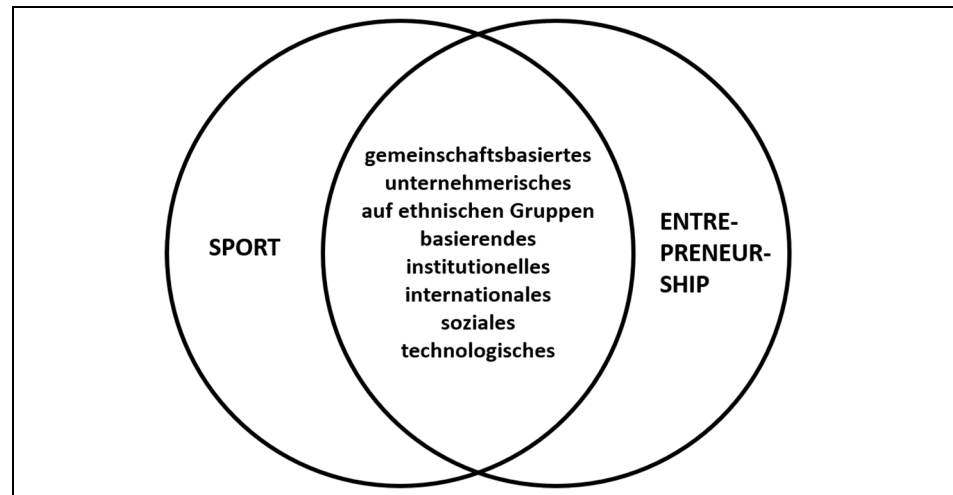 SPORT
gemeinschaftsbasiertes
unternehmerisches
auf ethnischen Gruppen
basierendes
institutionelles
internationales
soziales
technologisches
ENTRE-
PRENEUR-
SHIP